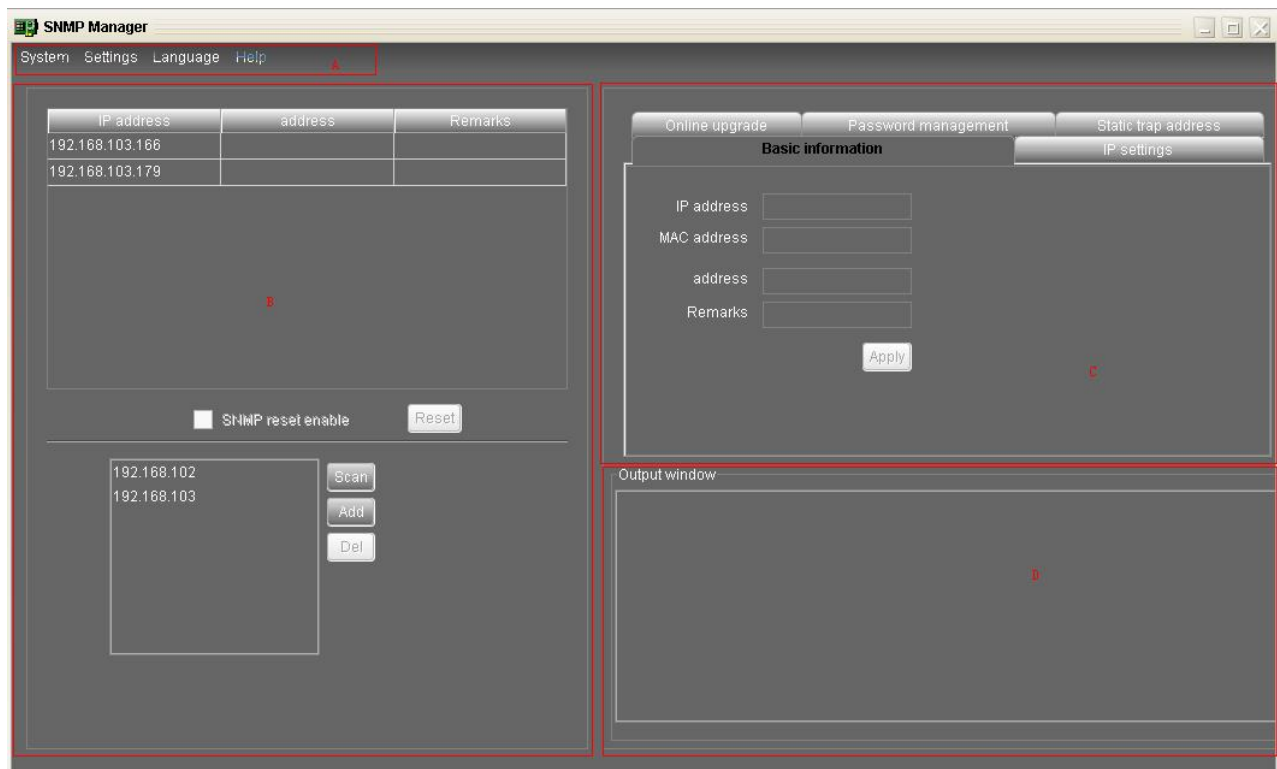 SNMP Manager
System Settings Language Help
A
IP address address Remarks
192.168.103.166
192.168.103.179
B
SNMP reset enable Reset
192.168.102
192.168.103
Scan
Add
Del
Online upgrade Password management Static trap address
Basic information IP settings
IP address
MAC address
address
Remarks
Apply
C
Output window
D